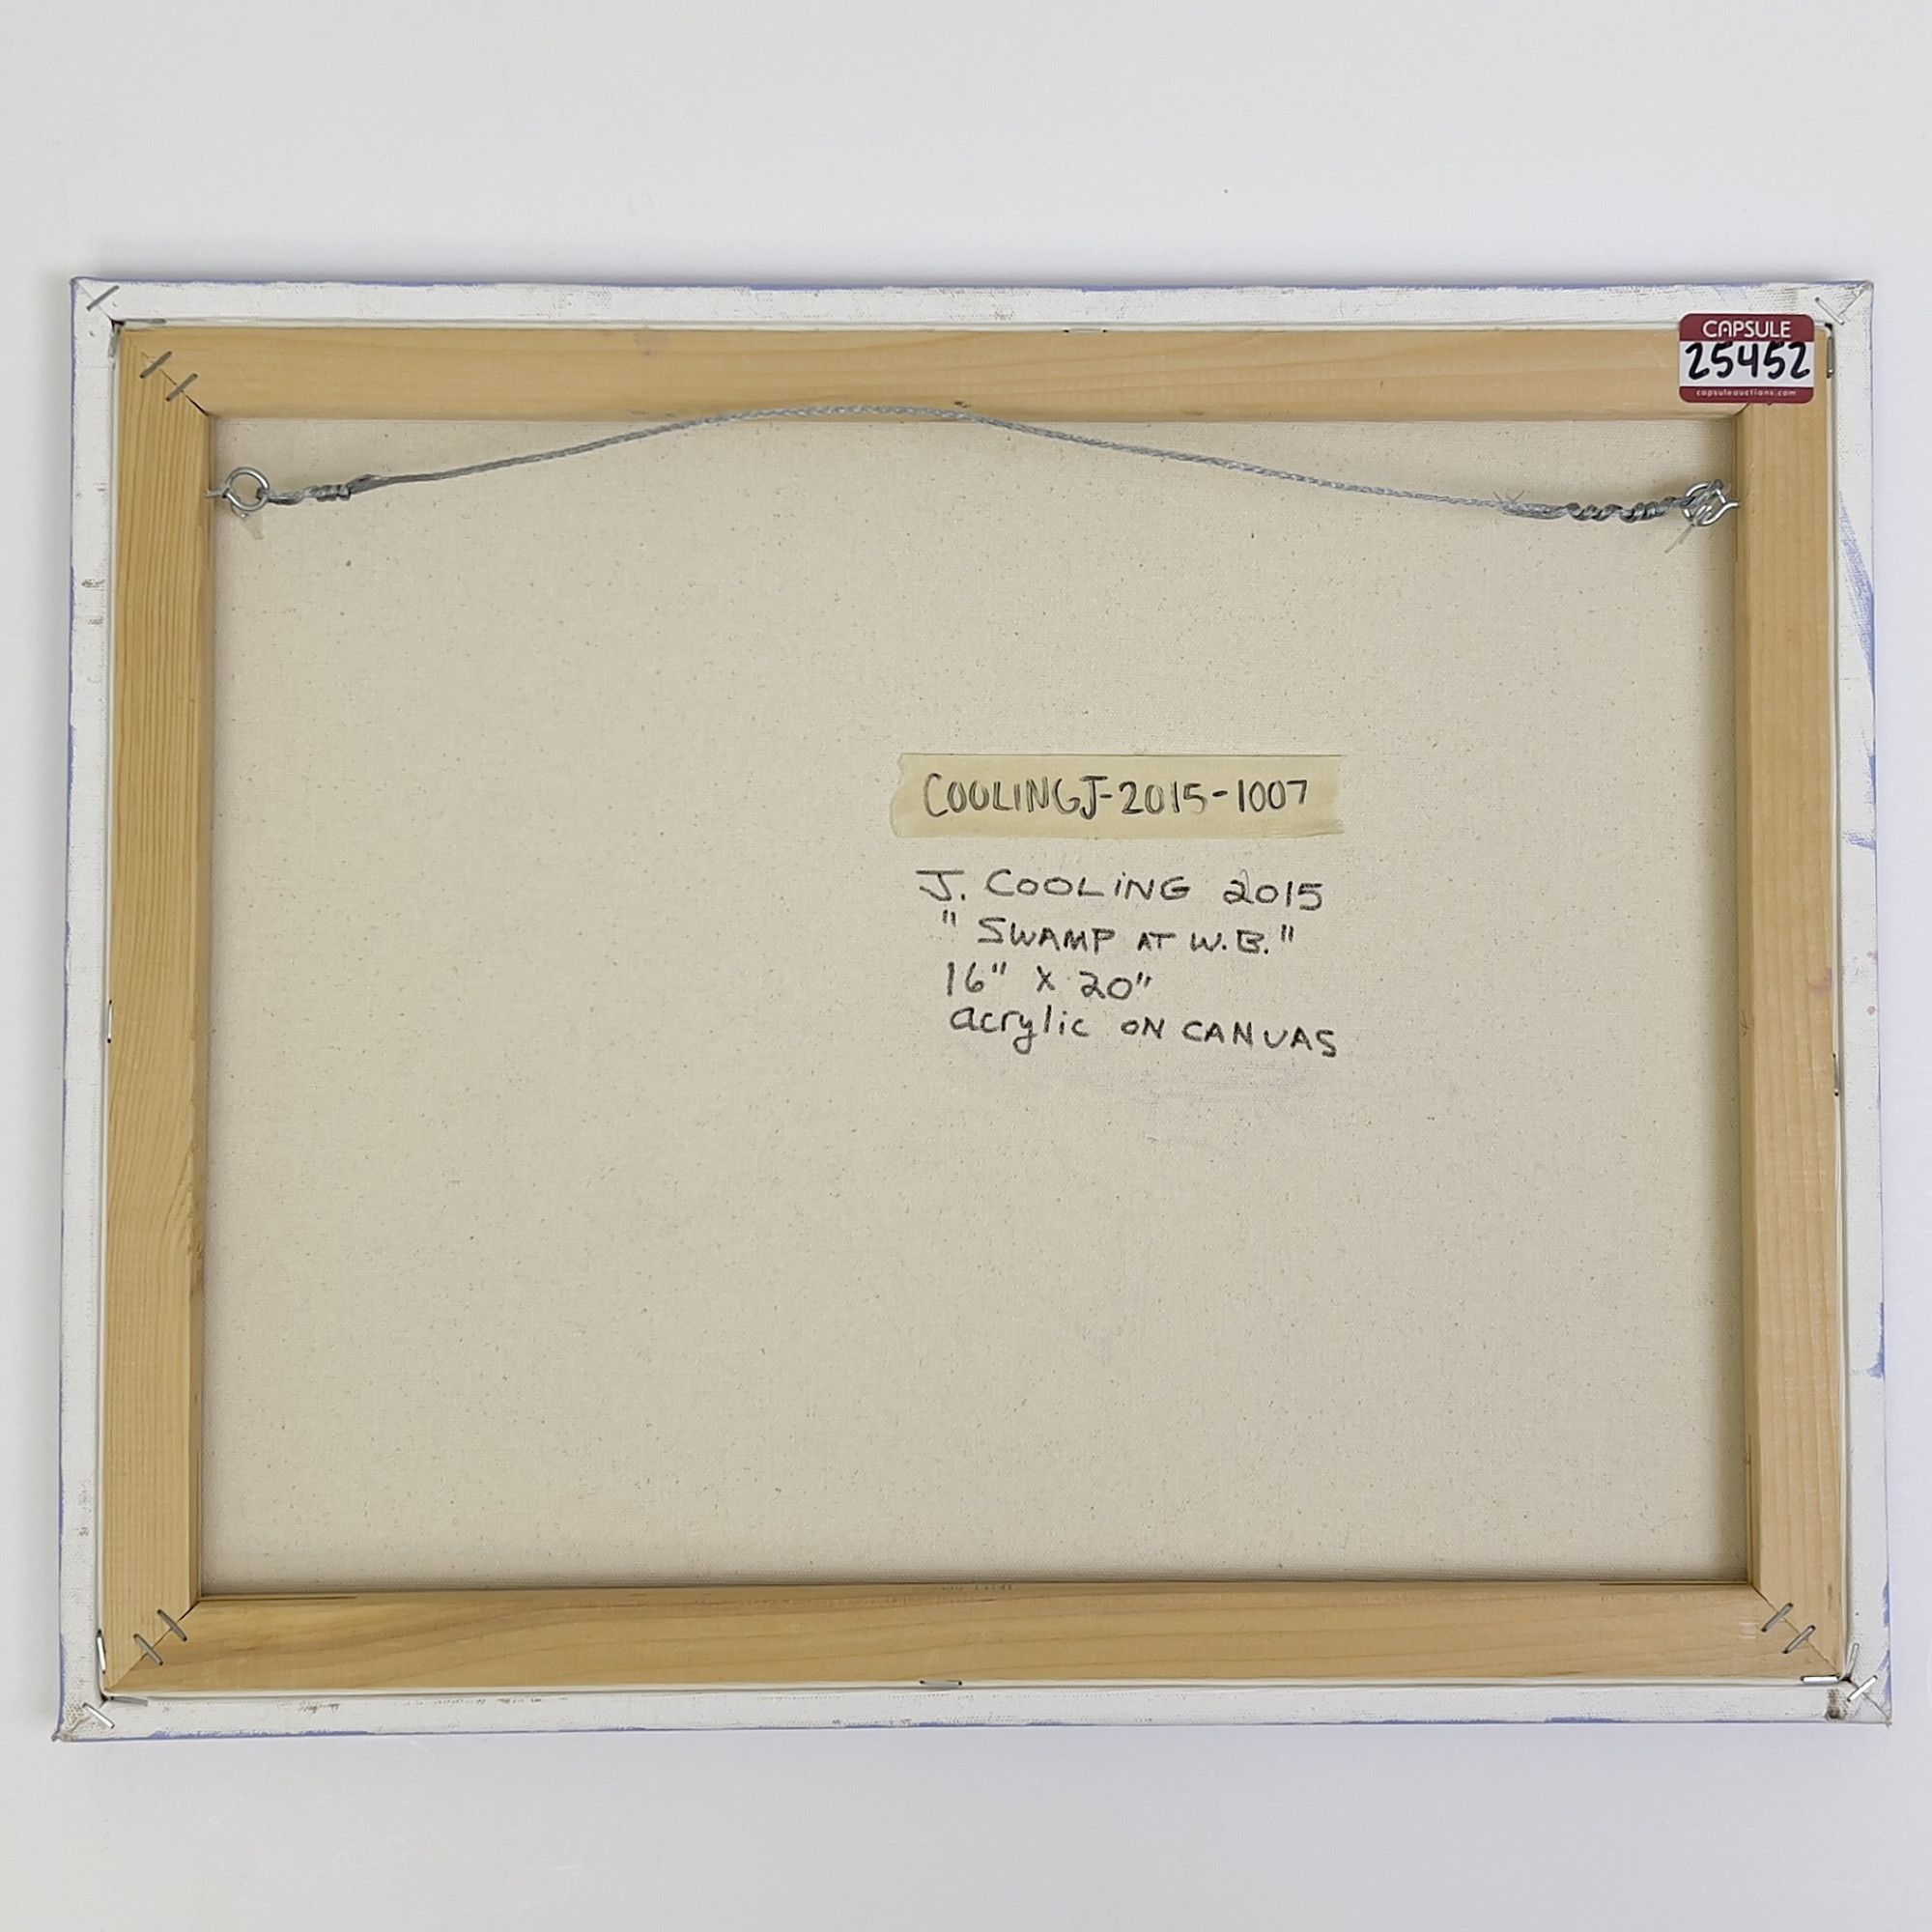 CAPSULE
25452
capsuleauctions.com
COOLINGJ-2015-1007
J. COOLiNG 2015
" SWAMP AT W.B."
16" X 20"
acrylic ON CANVAS